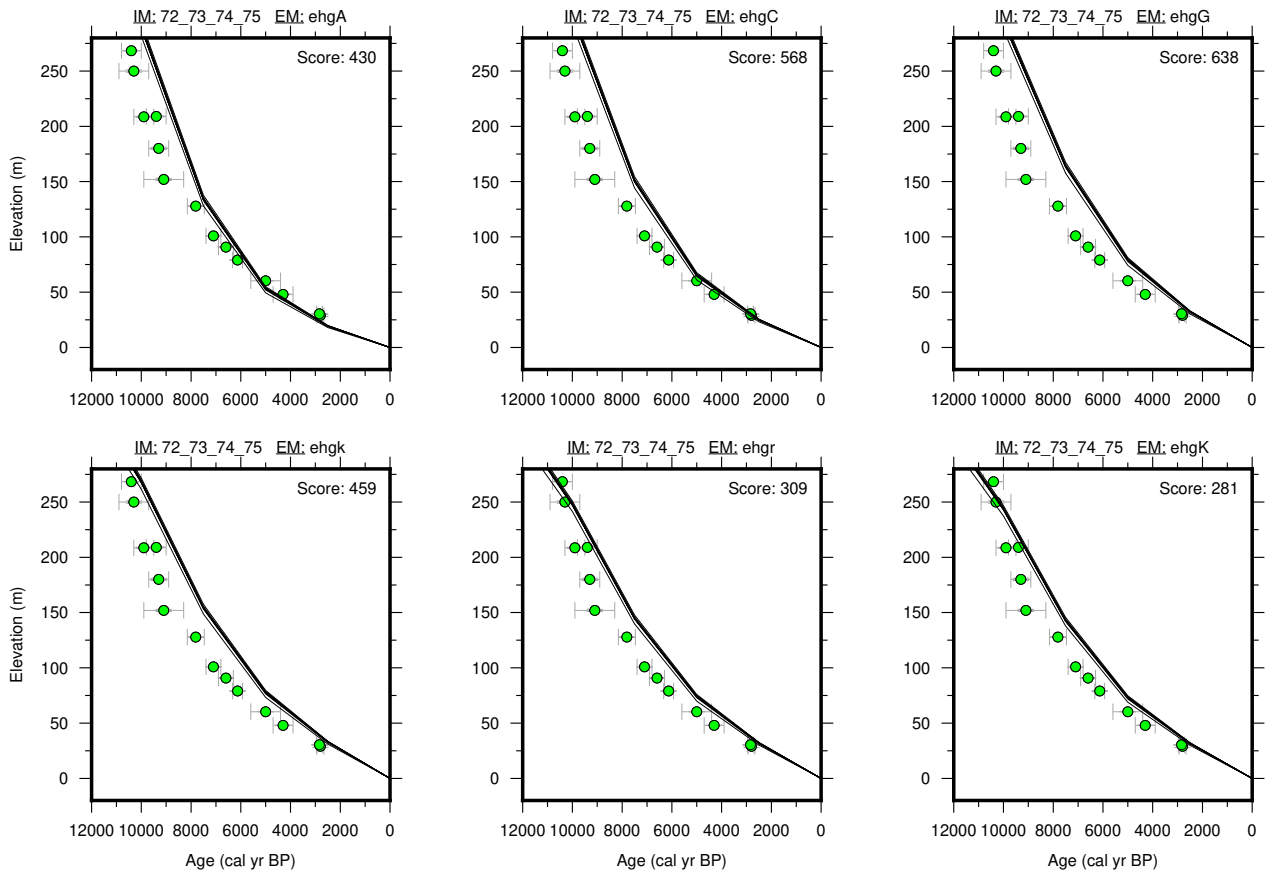 IM: 72_73_74_75 EM: ehgA
IM: 72_73_74_75 EM: ehgC
IM: 72_73_74_75 EM: ehgG
Score: 430
Score: 568
Score: 638
Elevation (m)
250
200
150
100
50
0
250
200
150
100
50
0
250
200
150
100
50
0
12000 10000 8000 6000 4000 2000 0
12000 10000 8000 6000 4000 2000 0
12000 10000 8000 6000 4000 2000 0
IM: 72_73_74_75 EM: ehgk
IM: 72_73_74_75 EM: ehgr
IM: 72_73_74_75 EM: ehgK
Score: 459
Score: 309
Score: 281
Elevation (m)
250
200
150
100
50
0
250
200
150
100
50
0
250
200
150
100
50
0
12000 10000 8000 6000 4000 2000 0
12000 10000 8000 6000 4000 2000 0
12000 10000 8000 6000 4000 2000 0
Age (cal yr BP)
Age (cal yr BP)
Age (cal yr BP)